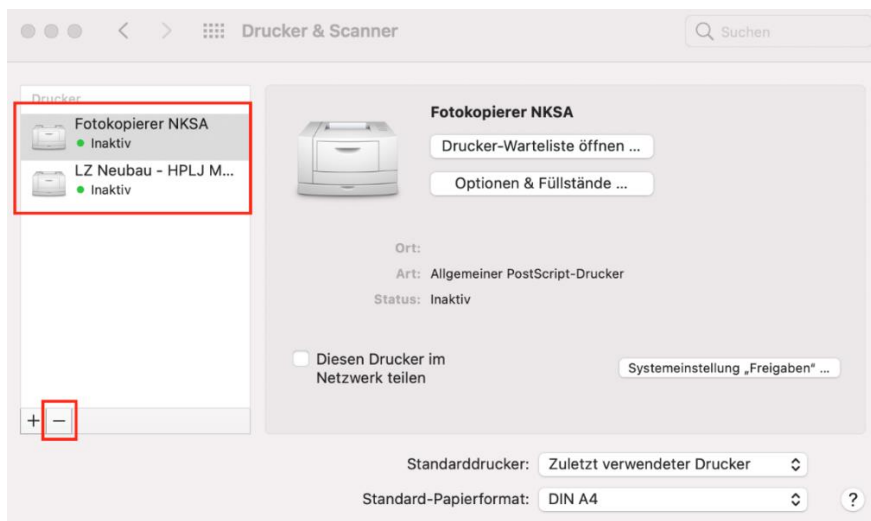 Drucker & Scanner
Suchen
Drucker
Fotokopierer NKSA
Inaktiv
LZ Neubau - HPLJ M...
Inaktiv
+ −
Fotokopierer NKSA
Drucker-Warteliste öffnen ...
Optionen & Füllstände ...
Ort:
Art: Allgemeiner PostScript-Drucker
Status: Inaktiv
Diesen Drucker im
Netzwerk teilen
Systemeinstellung „Freigaben“ ...
Standarddrucker: Zuletzt verwendeter Drucker
Standard-Papierformat: DIN A4
?